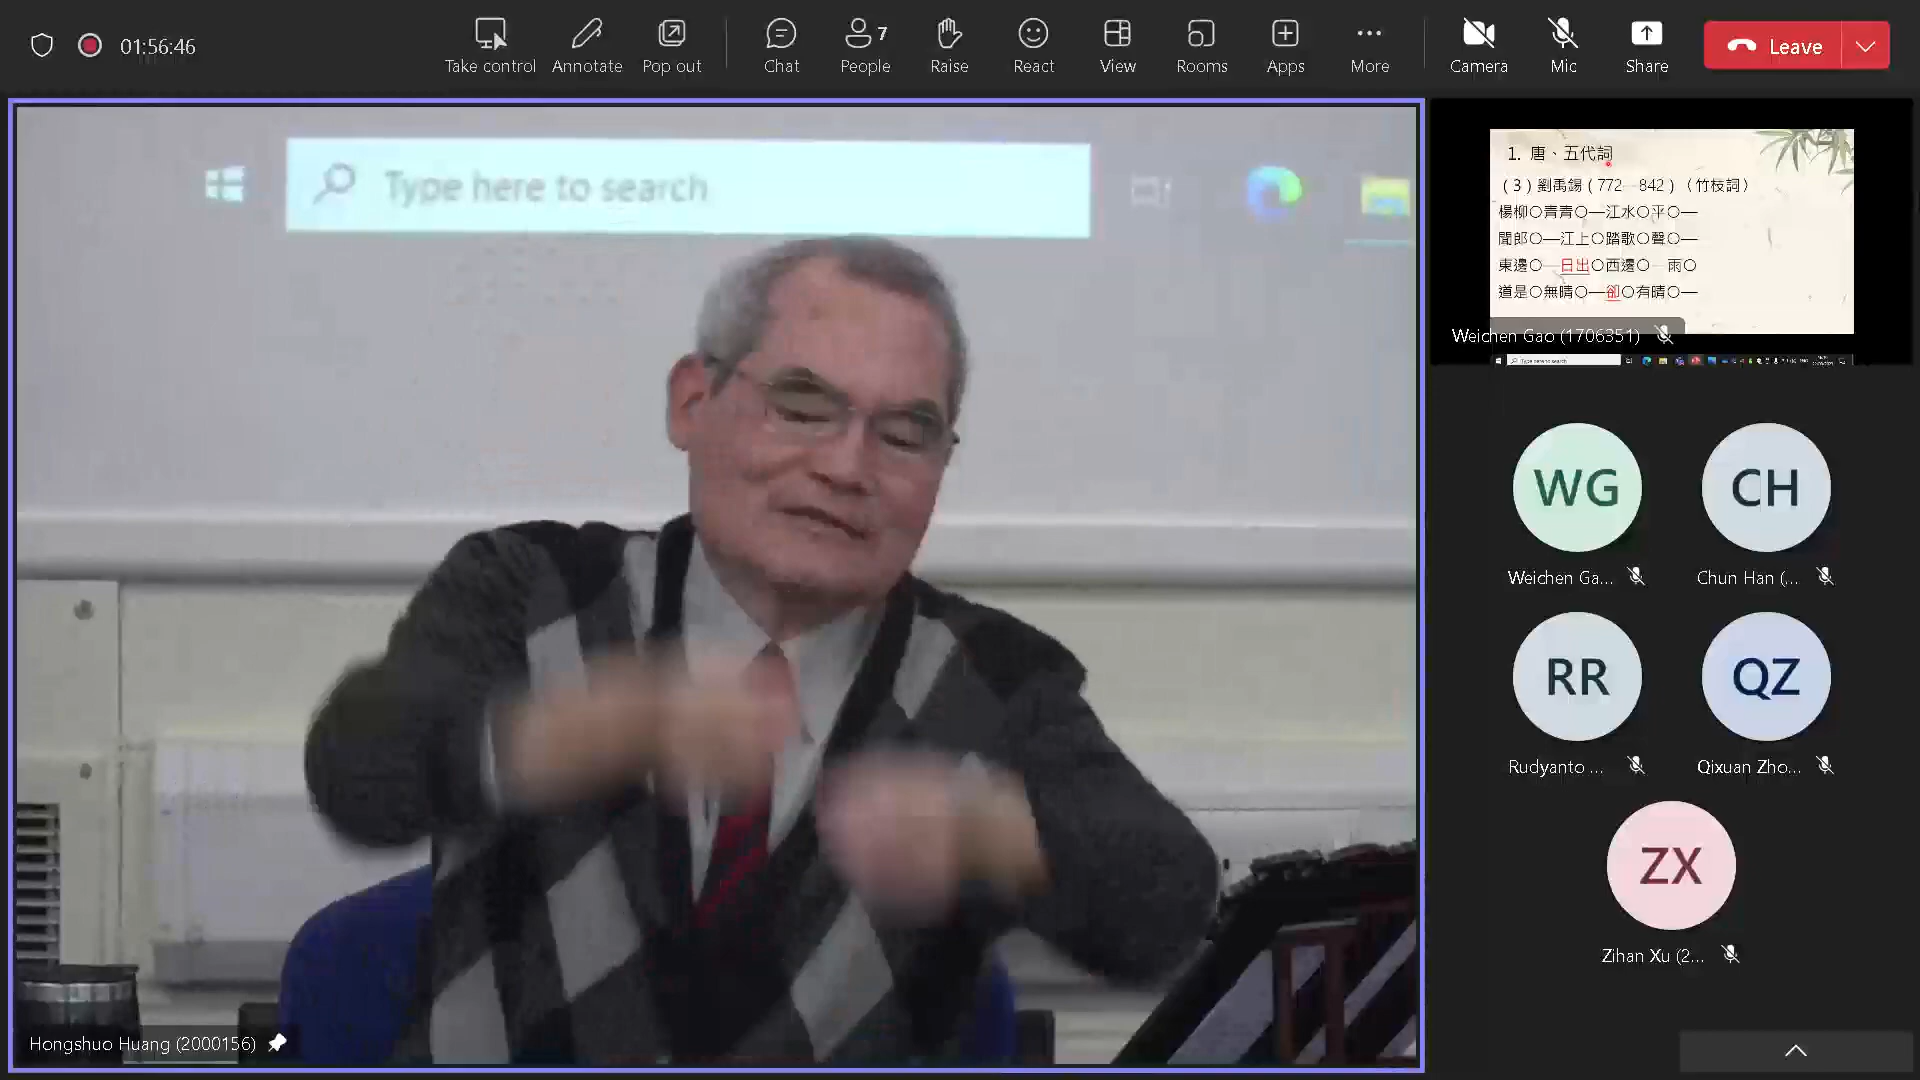 01:56:46
Take control
Annotate
Pop out
Chat
7
People
Raise
React
View
Rooms
Apps
More
Camera
Mic
Share
Leave
Type here to search
Hongshuo Huang (2000156)
1. 唐、五代詞
（3）劉禹錫（772—842）〈竹枝詞〉
楊柳○青青○—江水○平○—
聞郎○—江上○踏歌○聲○—
東邊○—日出○西邊○—雨○
道是○無晴○—卻○有晴○—
Weichen Gao (1706351)
Type here to search
WG
Weichen Ga...
CH
Chun Han (...
RR
Rudyanto ...
QZ
Qixuan Zho...
ZX
Zihan Xu (2...